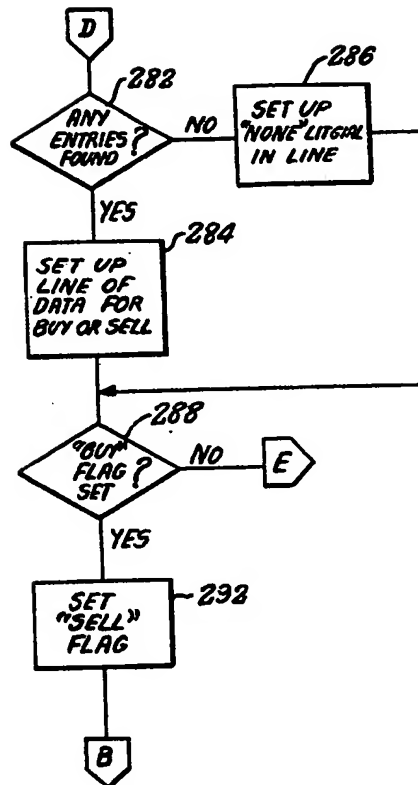 D
282
ANY
ENTRIES
FOUND?
NO
286
SET UP
"NONE" LITGIAL
IN LINE
YES
284
SET UP
LINE OF
DATA FOR
BUY OR SELL
288
"BUY"
FLAG
SET?
NO
E
YES
292
SET
"SELL"
FLAG
B